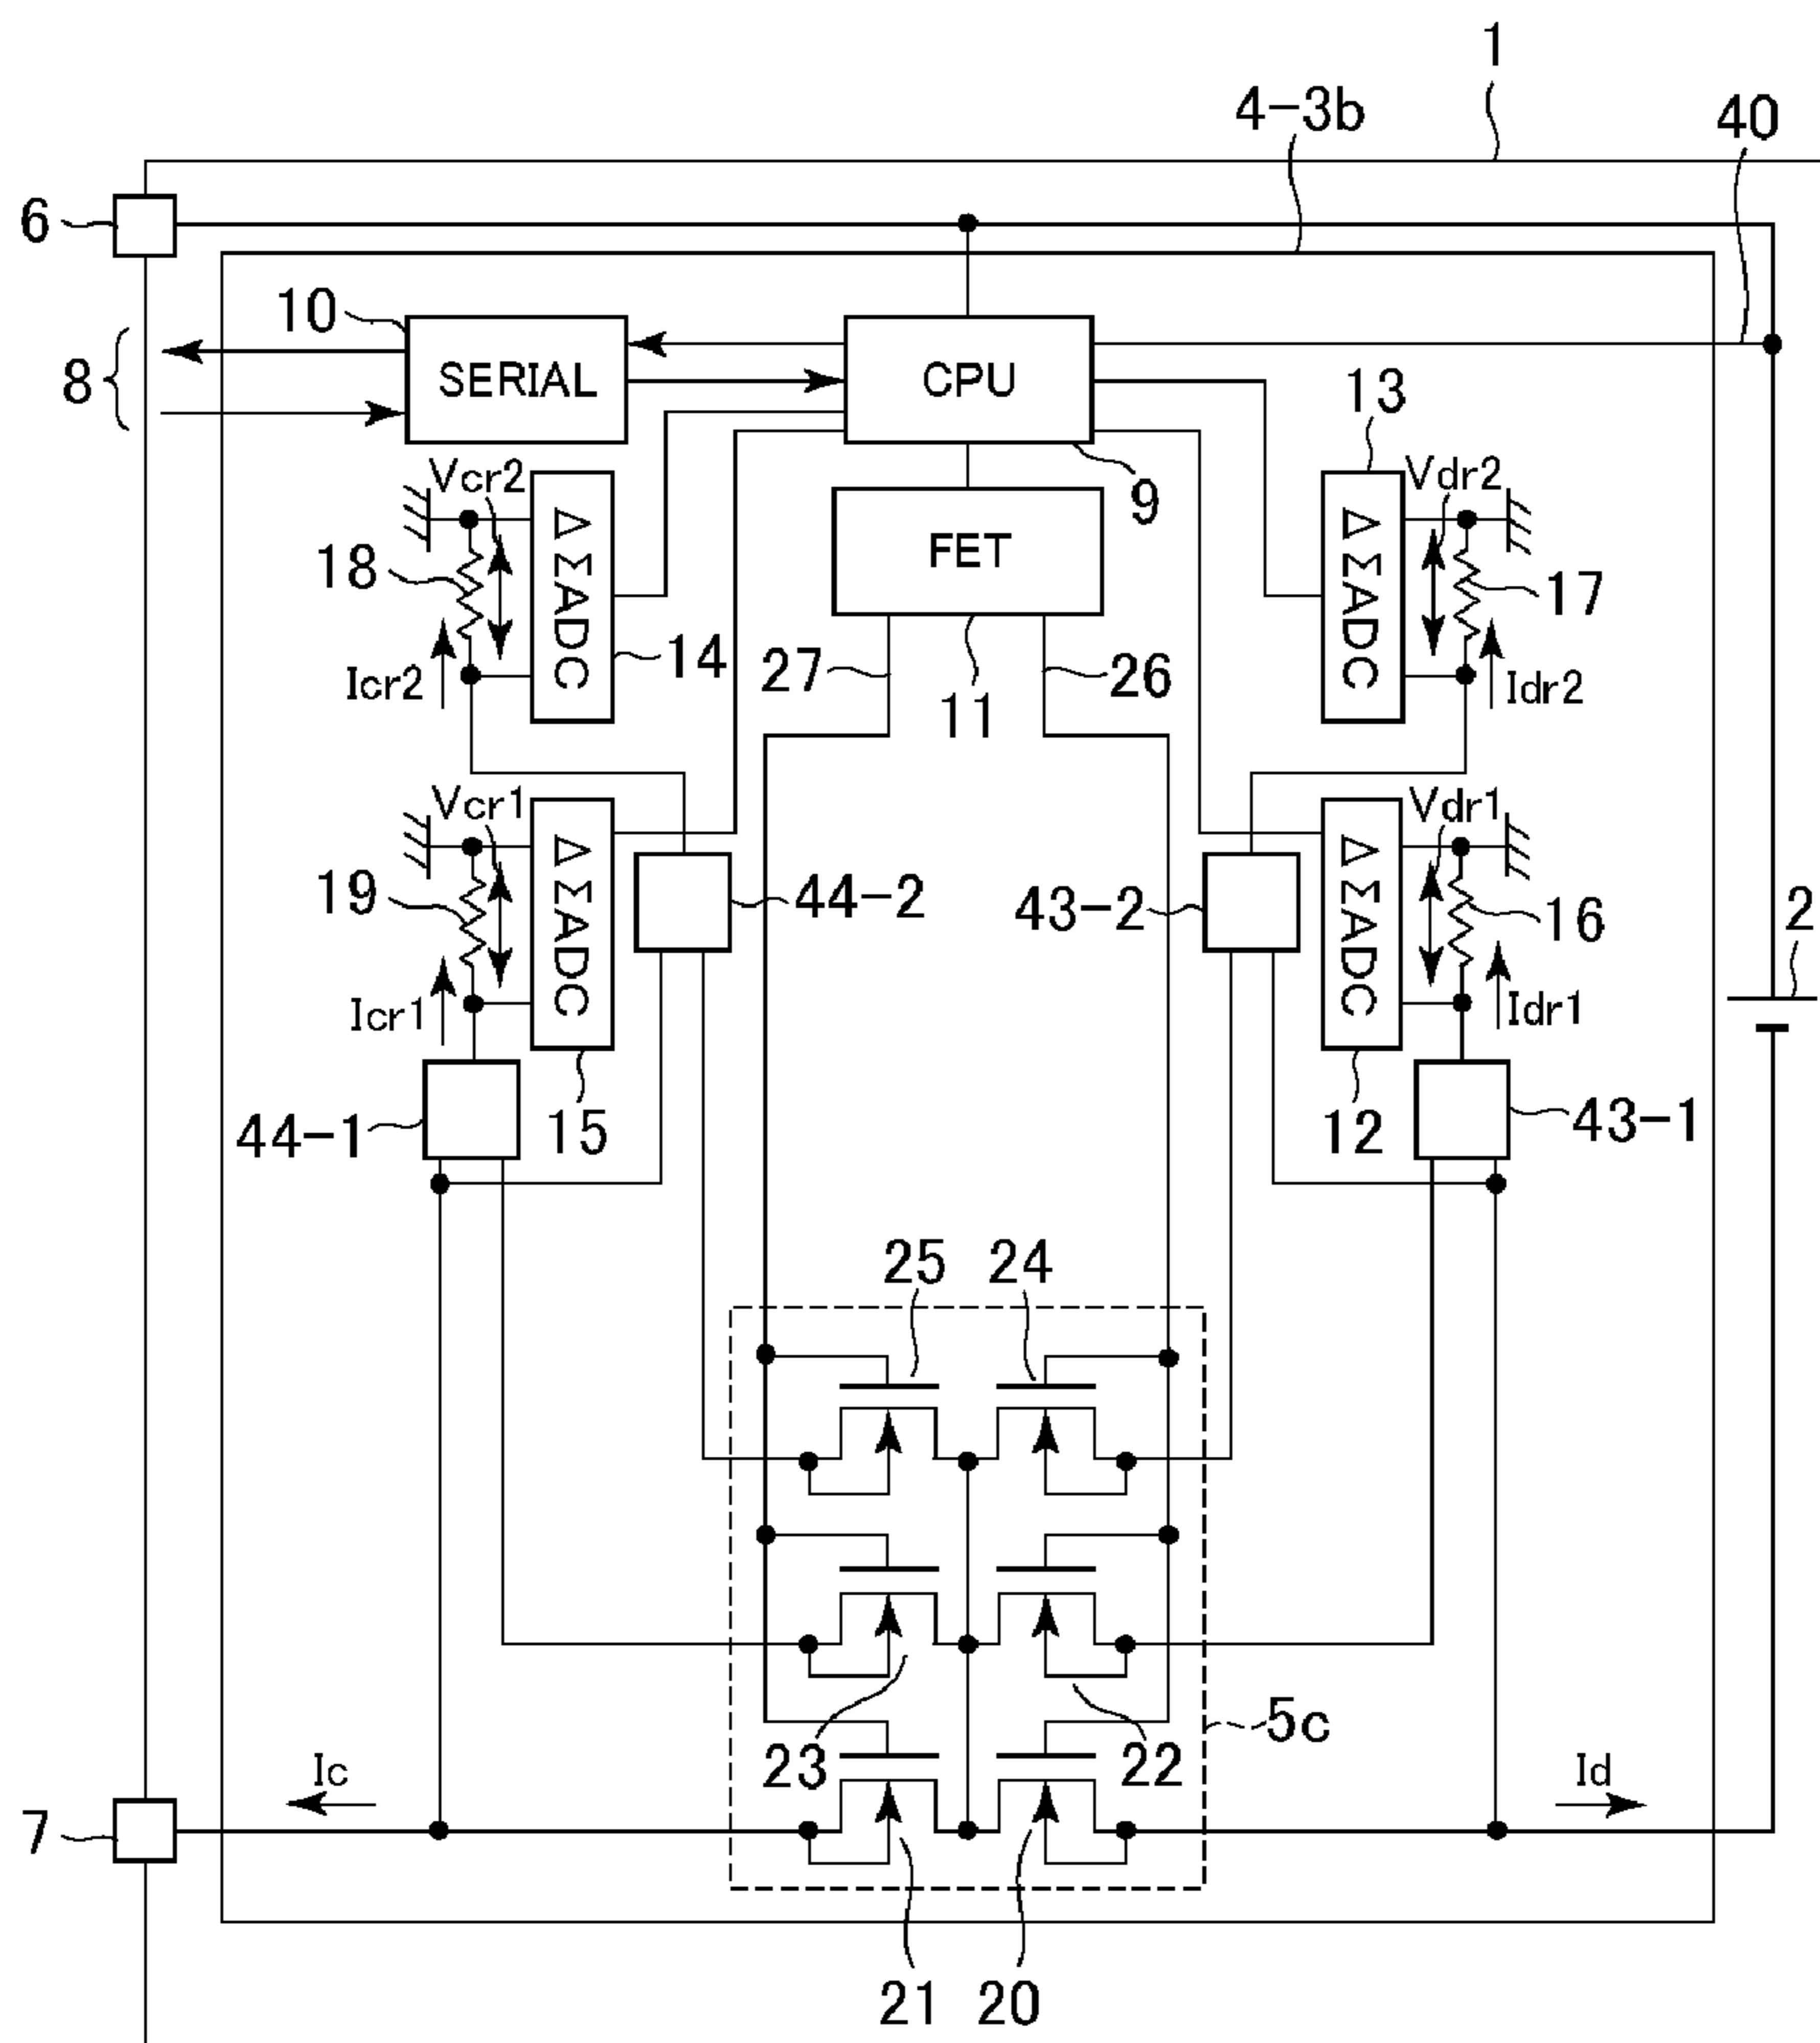 1
4-3b
40
6
10
8
SERIAL
CPU
13
Vcr2
Vdr2
9
18
ΔΣADC
FET
ΔΣADC
17
14
27
26
Icr2
11
Idr2
Vcr1
Vdr1
19
ΔΣADC
44-2
43-2
ΔΣADC
16
2
Icr1
Idr1
44-1
15
12
43-1
25
24
5c
23
22
Ic
Id
7
21
20